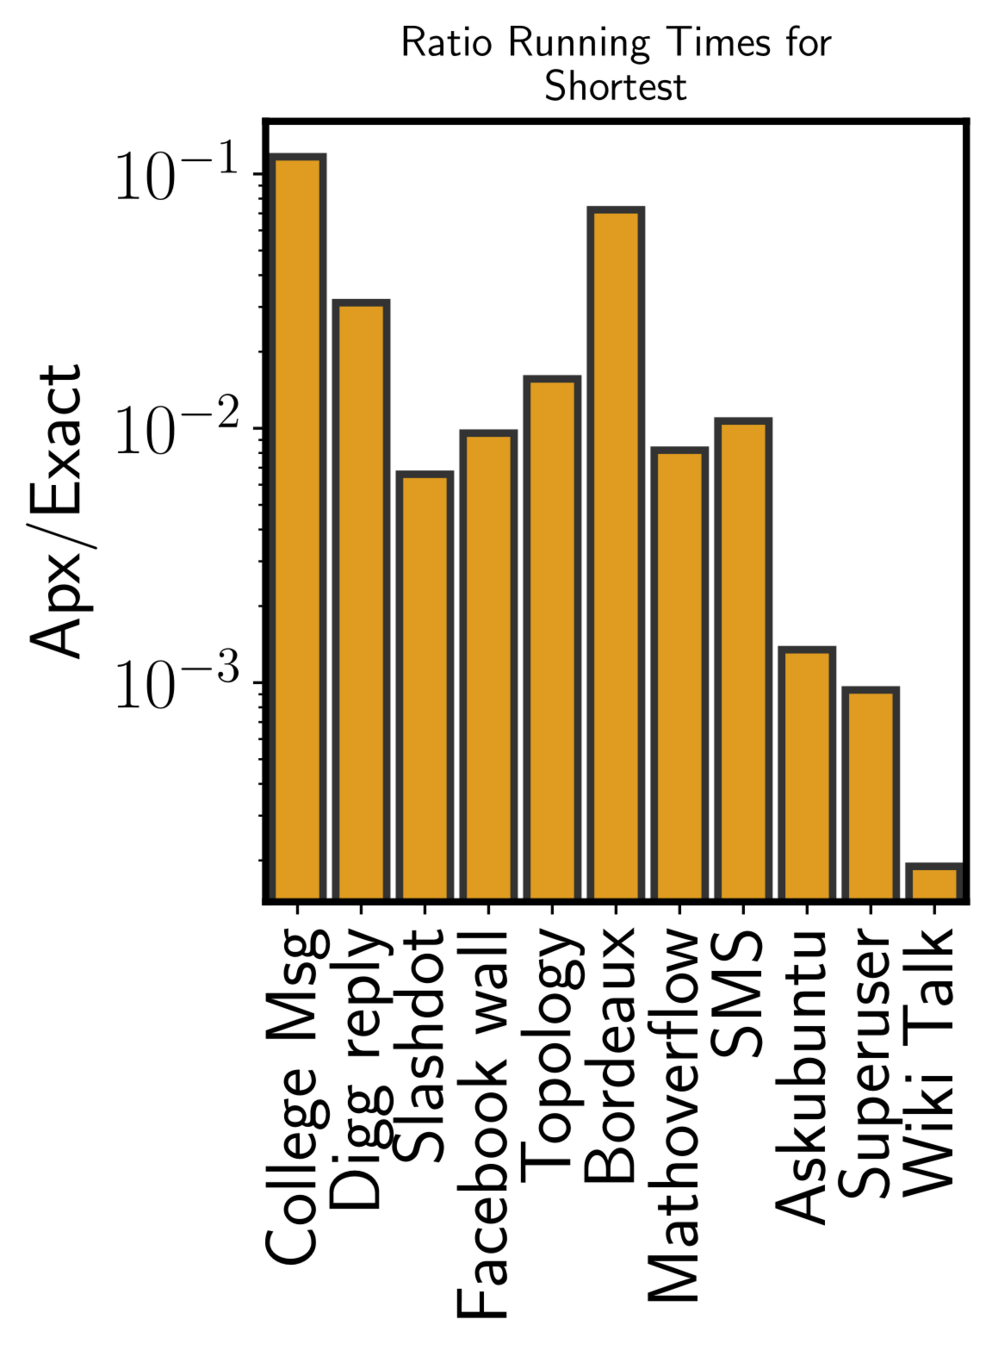 Ratio Running Times for
Shortest
Apx/Exact
10⁻¹
10⁻²
10⁻³
College Msg
Digg reply
Slashdot
Facebook wall
Topology
Bordeaux
Mathoverflow
SMS
Askubuntu
Superuser
Wiki Talk